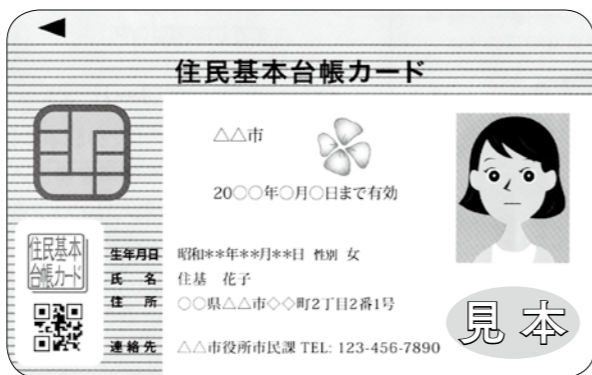 住民基本台帳カード
△△市
20○○年○月○日まで有効
住民基本
台帳カード
生年月日 昭和**年**月**日 性別 女
氏 名 住基 花子
住 所 ○○県△△市◇◇町2丁目2番1号
連絡先 △△市役所市民課 TEL: 123-456-7890
見本